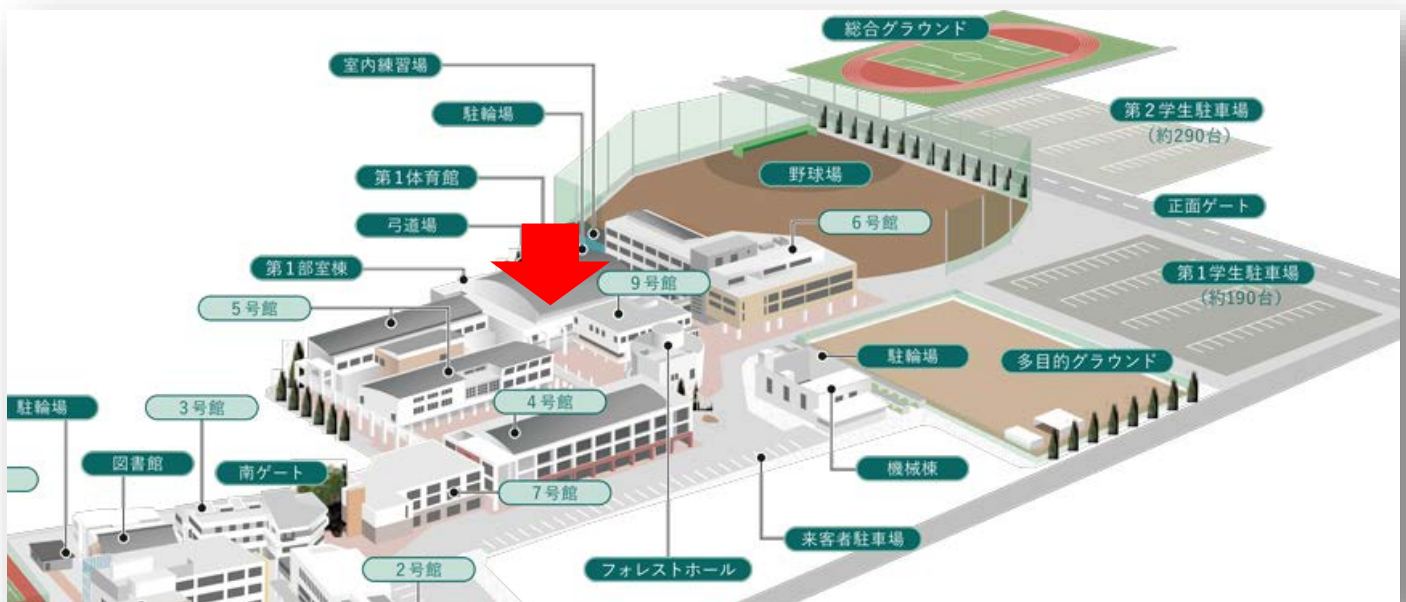 総合グラウンド
室内練習場
駐輪場
第2学生駐車場
(約290台)
第1体育館
野球場
正面ゲート
弓道場
6号館
第1部室棟
9号館
第1学生駐車場
(約190台)
5号館
駐輪場
多目的グラウンド
駐輪場
3号館
4号館
図書館
南ゲート
機械棟
7号館
来客者駐車場
2号館
フォレストホール